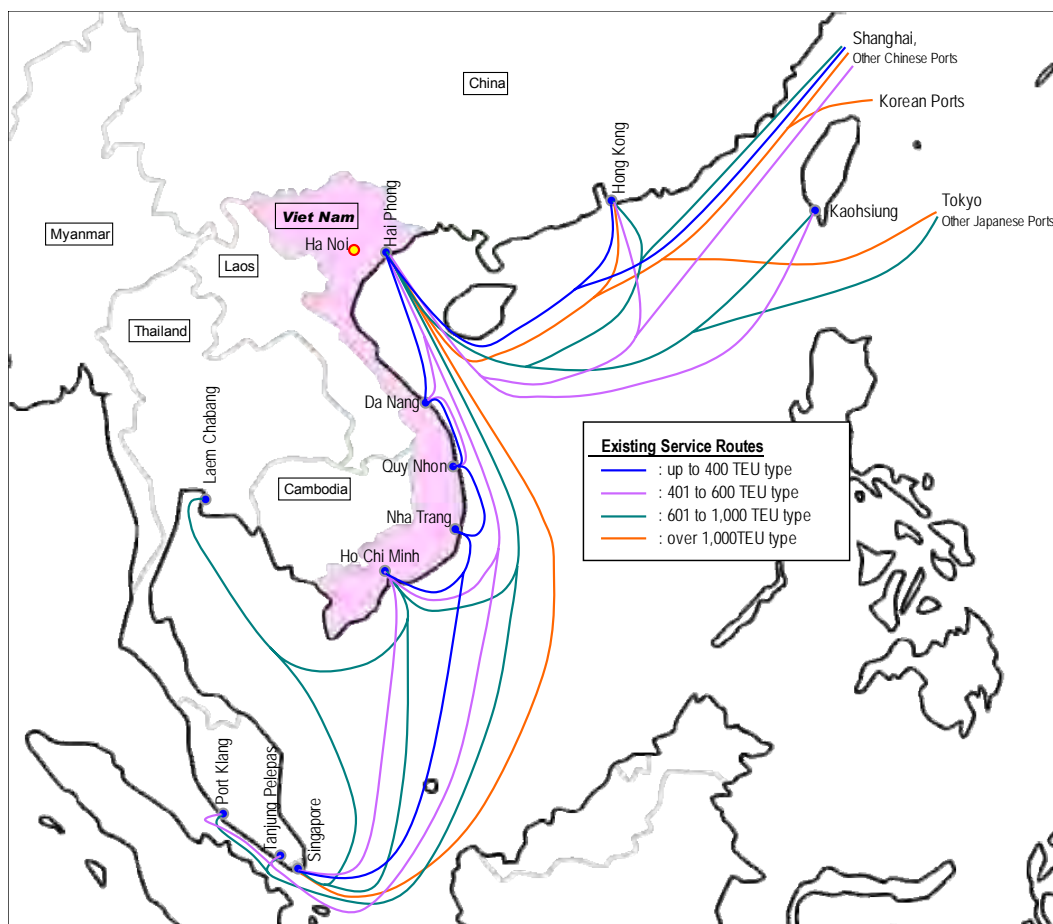 Shanghai,
Other Chinese Ports
China
Korean Ports
Hong Kong
Kaohsiung
Tokyo
Other Japanese Ports
Viet Nam
Hai Phong
Ha Noi
Myanmar
Laos
Thailand
Da Nang
Laem Chabang
Quy Nhon
Cambodia
Nha Trang
Ho Chi Minh
Existing Service Routes
: up to 400 TEU type
: 401 to 600 TEU type
: 601 to 1,000 TEU type
: over 1,000TEU type
Port Klang
Tanjung Pelepas
Singapore